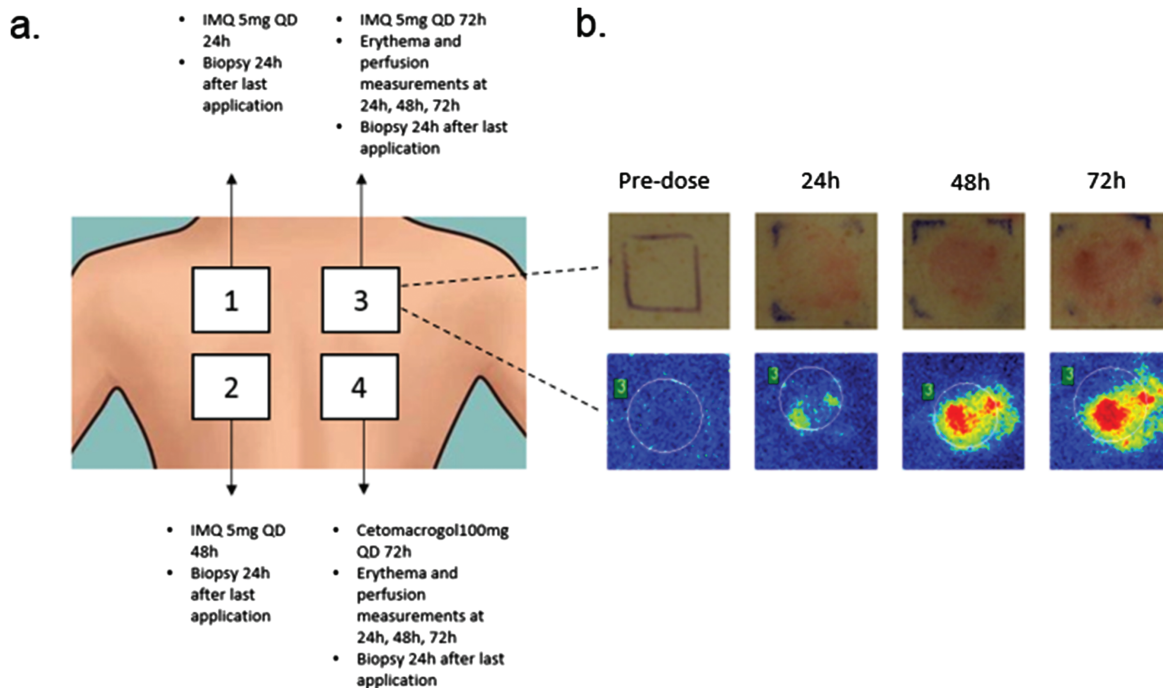 a.
• IMQ 5mg QD
24h
• Biopsy 24h
after last
application
• IMQ 5mg QD 72h
• Erythema and
perfusion
measurements at
24h, 48h, 72h
• Biopsy 24h after last
application
1
3
2
4
• IMQ 5mg QD
48h
• Biopsy 24h
after last
application
• Cetomacrogol100mg
QD 72h
• Erythema and
perfusion
measurements at
24h, 48h, 72h
• Biopsy 24h after last
application
b.
Pre-dose 24h 48h 72h
3 3 3 3